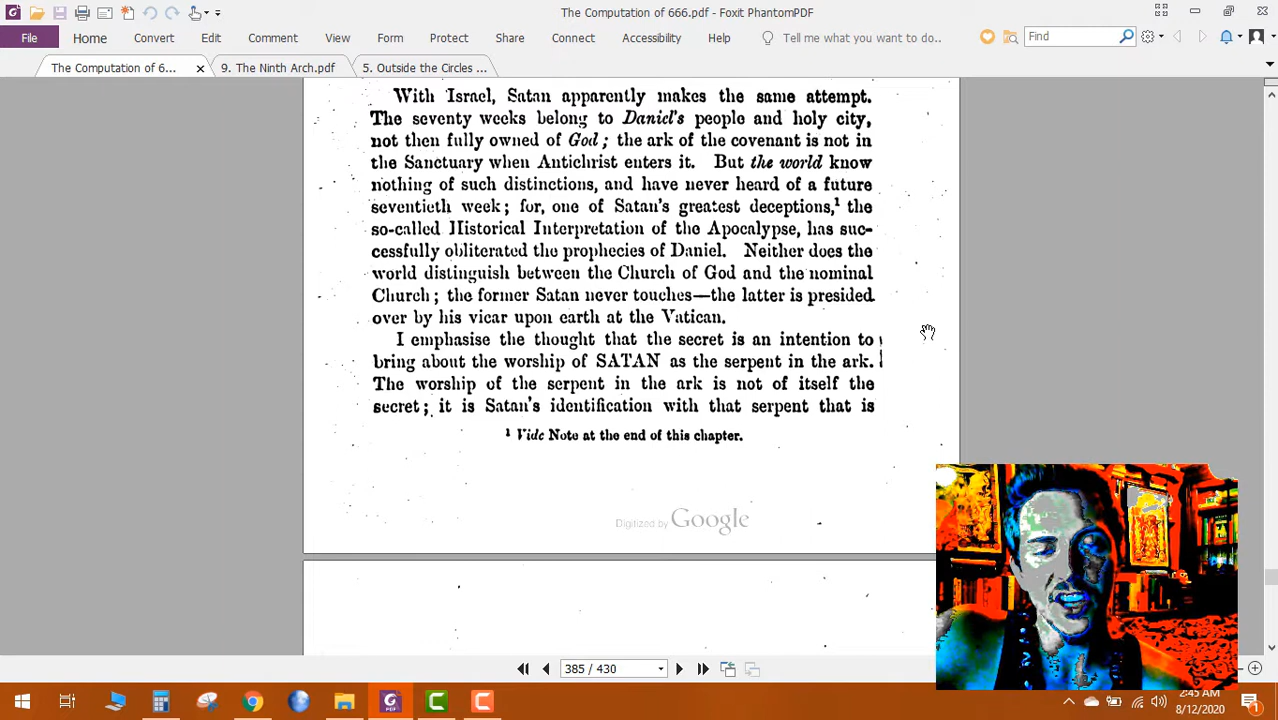 The Computation of 666.pdf - Foxit PhantomPDF
File Home Convert Edit Comment View Form Protect Share Connect Accessibility Help Tell me what you want to do.. Find
The Computation of 6... 9. The Ninth Arch.pdf 5. Outside the Circles ...
With Israel, Satan apparently makes the same attempt.
The seventy weeks belong to Daniel's people and holy city,
not then fully owned of God; the ark of the covenant is not in
the Sanctuary when Antichrist enters it. But the world know
nothing of such distinctions, and have never heard of a future
seventieth week; for, one of Satan's greatest deceptions,¹ the
so-called Historical Interpretation of the Apocalypse, has suc-
cessfully obliterated the prophecies of Daniel. Neither does the
world distinguish between the Church of God and the nominal
Church; the former Satan never touches—the latter is presided
over by his vicar upon earth at the Vatican.
I emphasise the thought that the secret is an intention to
bring about the worship of SATAN as the serpent in the ark.
The worship of the serpent in the ark is not of itself the
secret; it is Satan's identification with that serpent that is
¹ Vide Note at the end of this chapter.
Digitized by Google
385 / 430
2:45 AM
8/12/2020
1